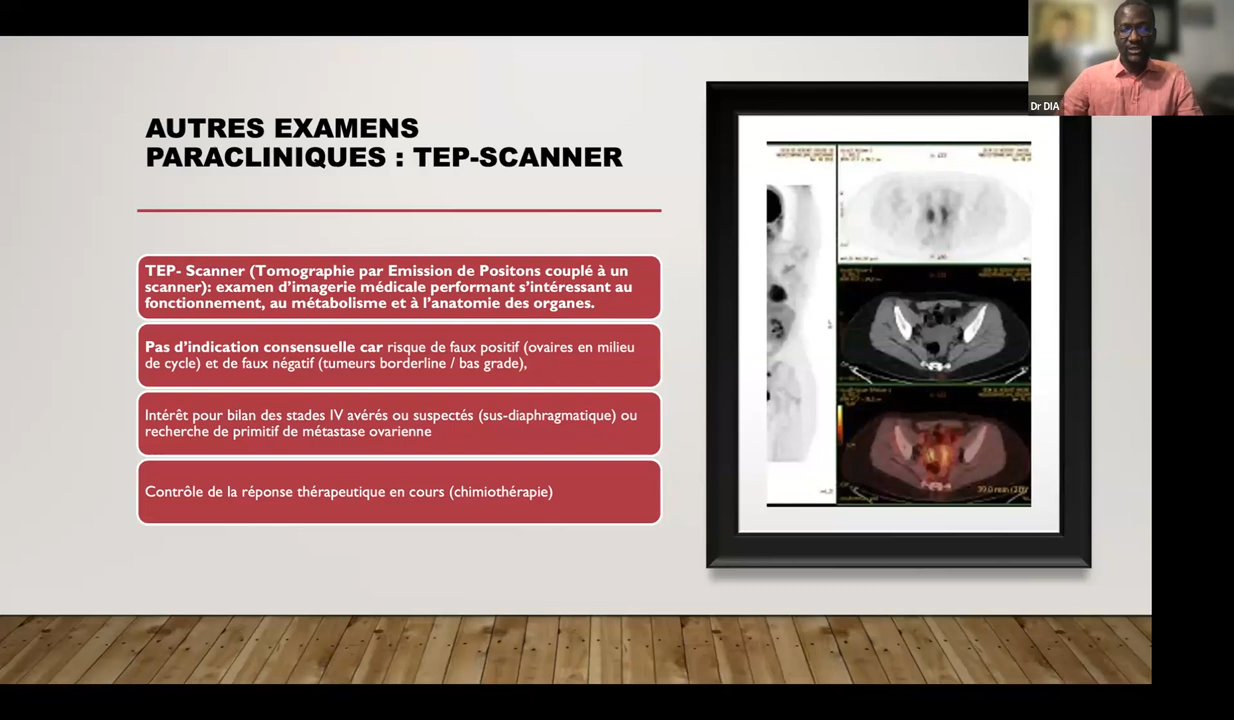 Dr DIA
AUTRES EXAMENS
PARACLINIQUES : TEP-SCANNER
TEP- Scanner (Tomographie par Emission de Positons couplé à un
scanner): examen d’imagerie médicale performant s’intéressant au
fonctionnement, au métabolisme et à l’anatomie des organes.
Pas d’indication consensuelle car risque de faux positif (ovaires en milieu
de cycle) et de faux négatif (tumeurs borderline / bas grade),
Intérêt pour bilan des stades IV avérés ou suspectés (sus-diaphragmatique) ou
recherche de primitif de métastase ovarienne
Contrôle de la réponse thérapeutique en cours (chimiothérapie)